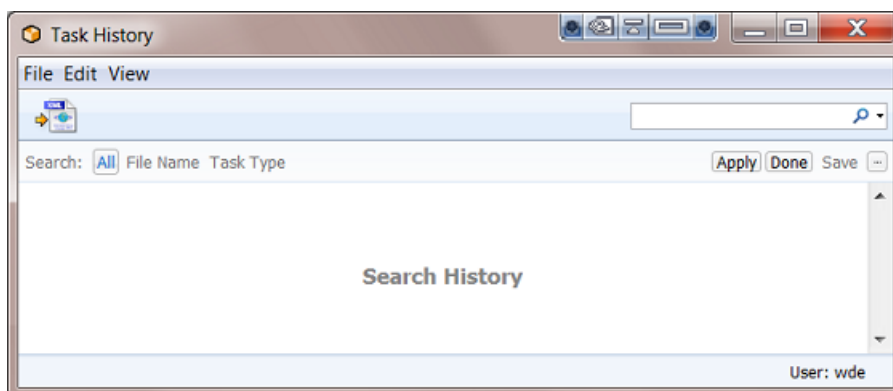 Task History
File Edit View
Search: All File Name Task Type Apply Done Save ...
Search History
User: wde